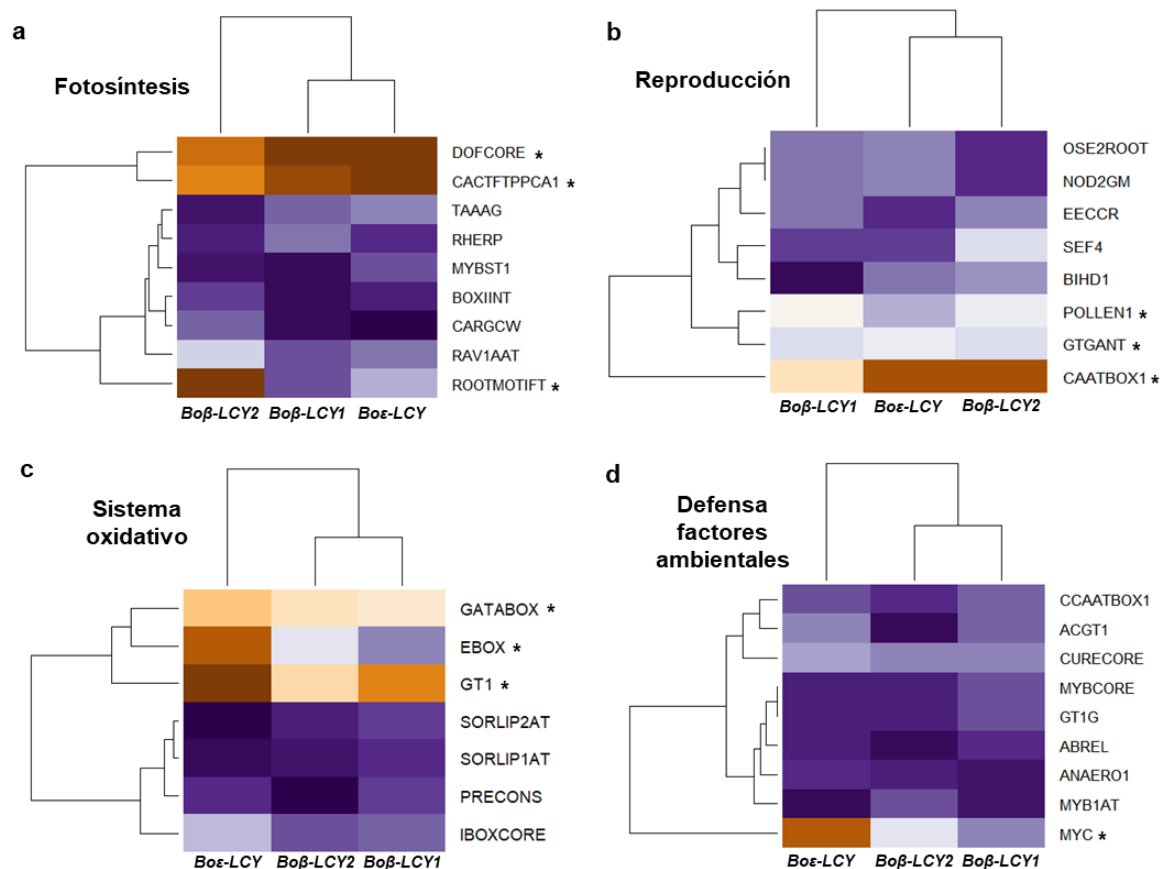 a
Fotosíntesis
DOFCORE *
CACTFTPPCA1 *
TAAAG
RHERP
MYBST1
BOXIINT
CARGCW
RAV1AAT
ROOTMOTIFT *
Boβ-LCY2 Boβ-LCY1 Boε-LCY
b
Reproducción
OSE2ROOT
NOD2GM
EECCR
SEF4
BIHD1
POLLEN1 *
GTGANT *
CAATBOX1 *
Boβ-LCY1 Boε-LCY Boβ-LCY2
c
Sistema
oxidativo
GATABOX *
EBOX *
GT1 *
SORLIP2AT
SORLIP1AT
PRECONS
IBOXCORE
Boε-LCY Boβ-LCY2 Boβ-LCY1
d
Defensa
factores
ambientales
CCAATBOX1
ACGT1
CURECORE
MYBCORE
GT1G
ABREL
ANAERO1
MYB1AT
MYC *
Boε-LCY Boβ-LCY2 Boβ-LCY1